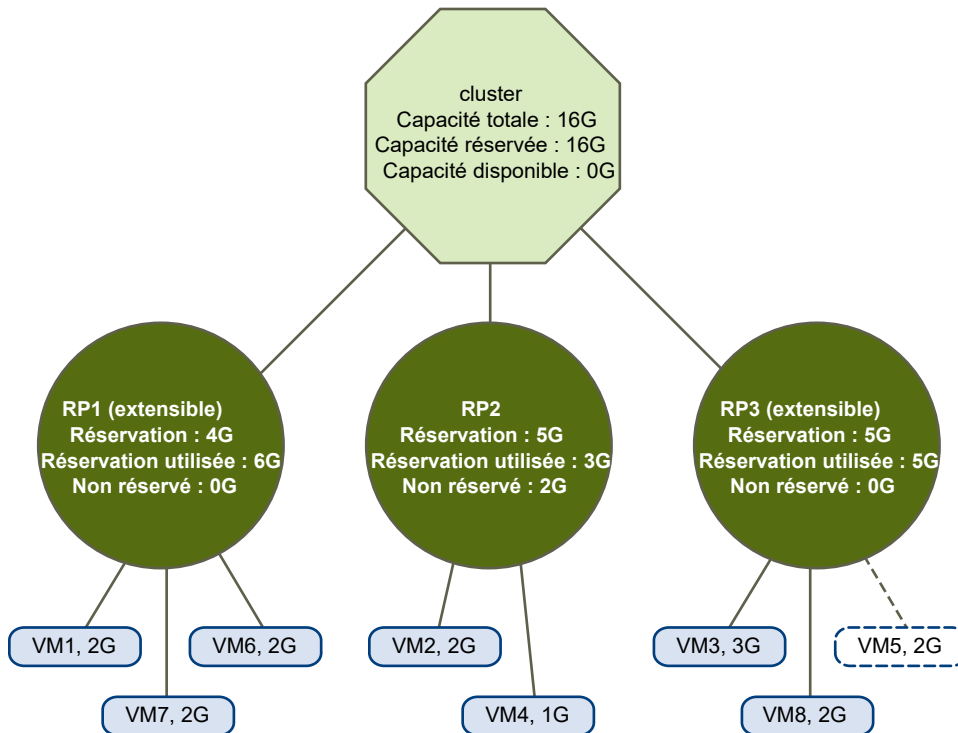 cluster
Capacité totale : 16G
Capacité réservée : 16G
Capacité disponible : 0G
RP1 (extensible)
Réservation : 4G
Réservation utilisée : 6G
Non réservé : 0G
RP2
Réservation : 5G
Réservation utilisée : 3G
Non réservé : 2G
RP3 (extensible)
Réservation : 5G
Réservation utilisée : 5G
Non réservé : 0G
VM1, 2G
VM6, 2G
VM7, 2G
VM2, 2G
VM4, 1G
VM3, 3G
VM5, 2G
VM8, 2G